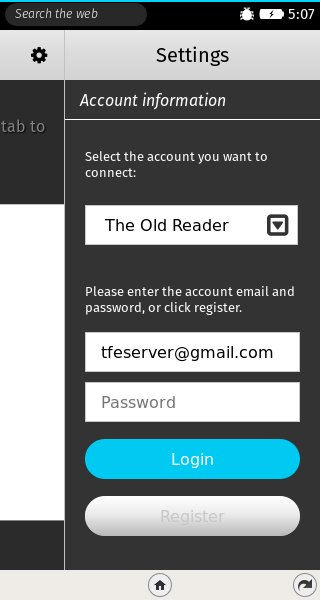 Search the web
5:07
Settings
Account information
tab to
Select the account you want to
connect:
The Old Reader
Please enter the account email and
password, or click register.
tfeserver@gmail.com
Password
Login
Register